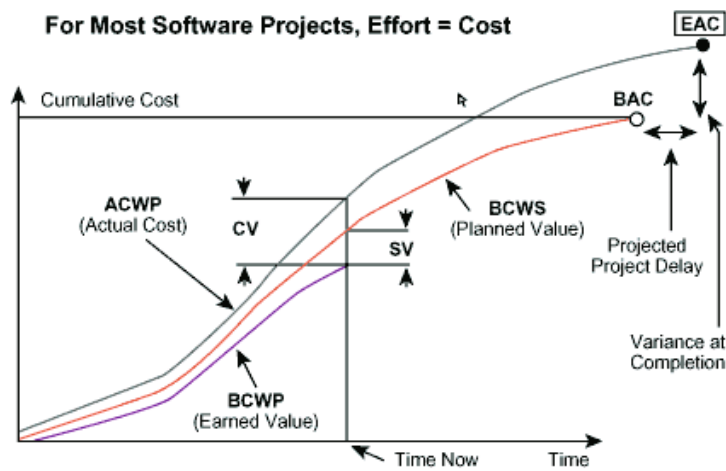 For Most Software Projects, Effort = Cost
EAC
Cumulative Cost
BAC
ACWP
(Actual Cost)
CV
BCWS
(Planned Value)
SV
Projected
Project Delay
Variance at
Completion
BCWP
(Earned Value)
Time Now
Time